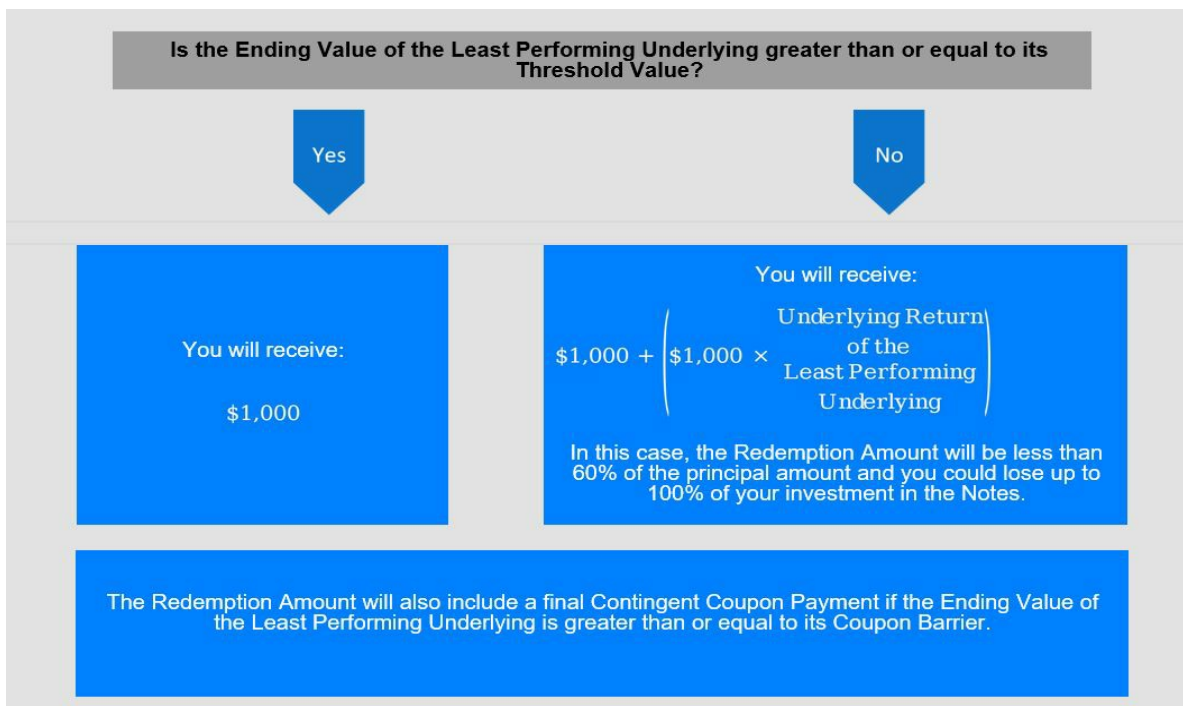 Is the Ending Value of the Least Performing Underlying greater than or equal to its
Threshold Value?
Yes
No
You will receive:
$1,000
You will receive:
$1,000 + ($1,000 × Underlying Return
of the
Least Performing
Underlying)
In this case, the Redemption Amount will be less than
60% of the principal amount and you could lose up to
100% of your investment in the Notes.
The Redemption Amount will also include a final Contingent Coupon Payment if the Ending Value of
the Least Performing Underlying is greater than or equal to its Coupon Barrier.